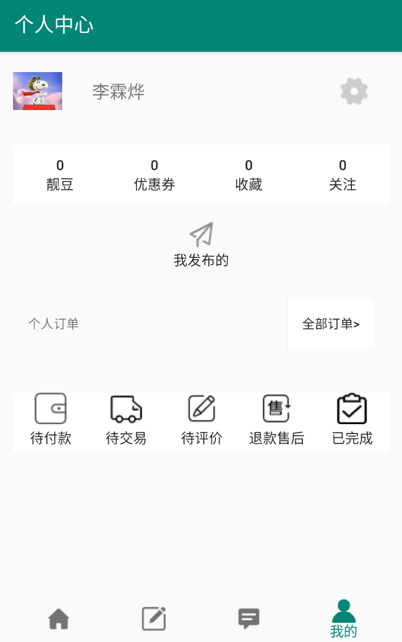 个人中心
李霖烨
0 0 0 0
靓豆 优惠券 收藏 关注
我发布的
个人订单 全部订单>
售
待付款 待交易 待评价 退款售后 已完成
我的